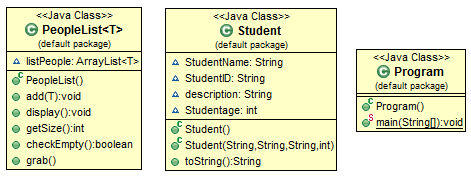 <<Java Class>>
PeopleList<T>
(default package)
listPeople: ArrayList<T>
PeopleList()
add(T):void
display():void
getSize():int
checkEmpty():boolean
grab()
<<Java Class>>
Student
(default package)
StudentName: String
StudentID: String
description: String
Studentage: int
Student()
Student(String,String,String,int)
toString():String
<<Java Class>>
Program
(default package)
Program()
main(String[]):void